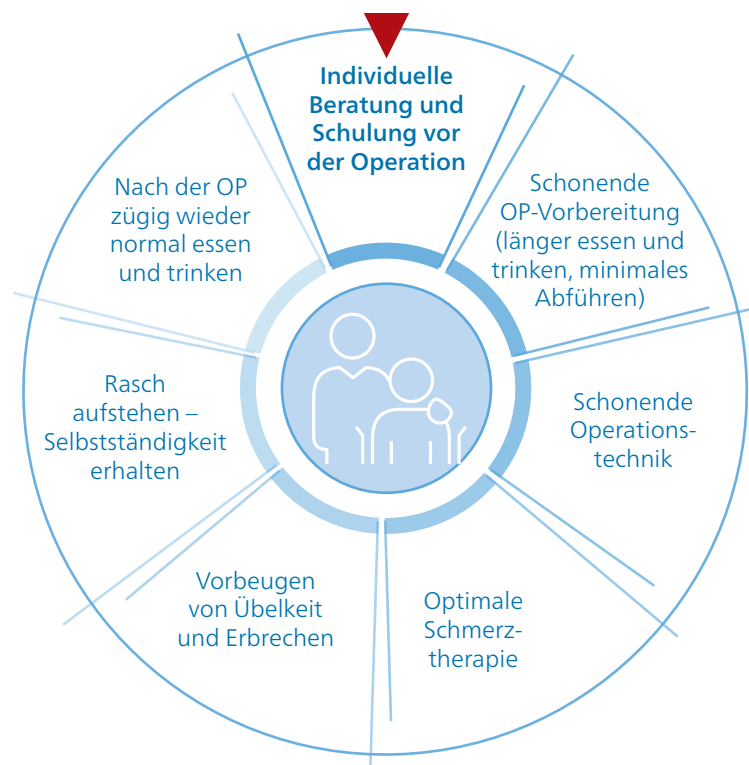 Individuelle
Beratung und
Schulung vor
der Operation
Schonende
OP-Vorbereitung
(länger essen und
trinken, minimales
Abführen)
Schonende
Operations-
technik
Optimale
Schmerz-
therapie
Vorbeugen
von Übelkeit
und Erbrechen
Rasch
aufstehen –
Selbstständigkeit
erhalten
Nach der OP
zügig wieder
normal essen
und trinken